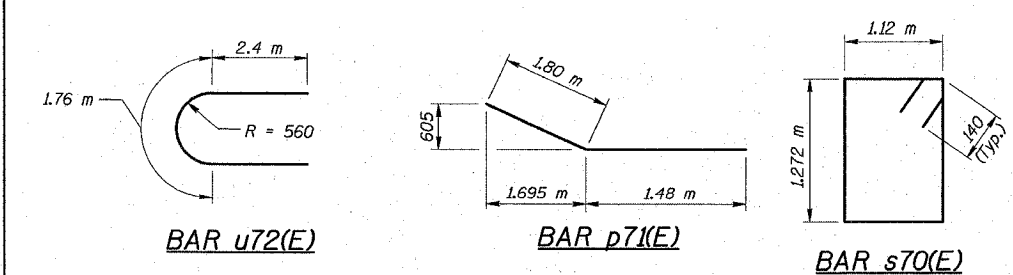 2.4 m
1.76 m
R = 560
BAR u72(E)
1.80 m
605
1.695 m
1.48 m
BAR p71(E)
1.12 m
1.272 m
140
(Typ.)
BAR s70(E)